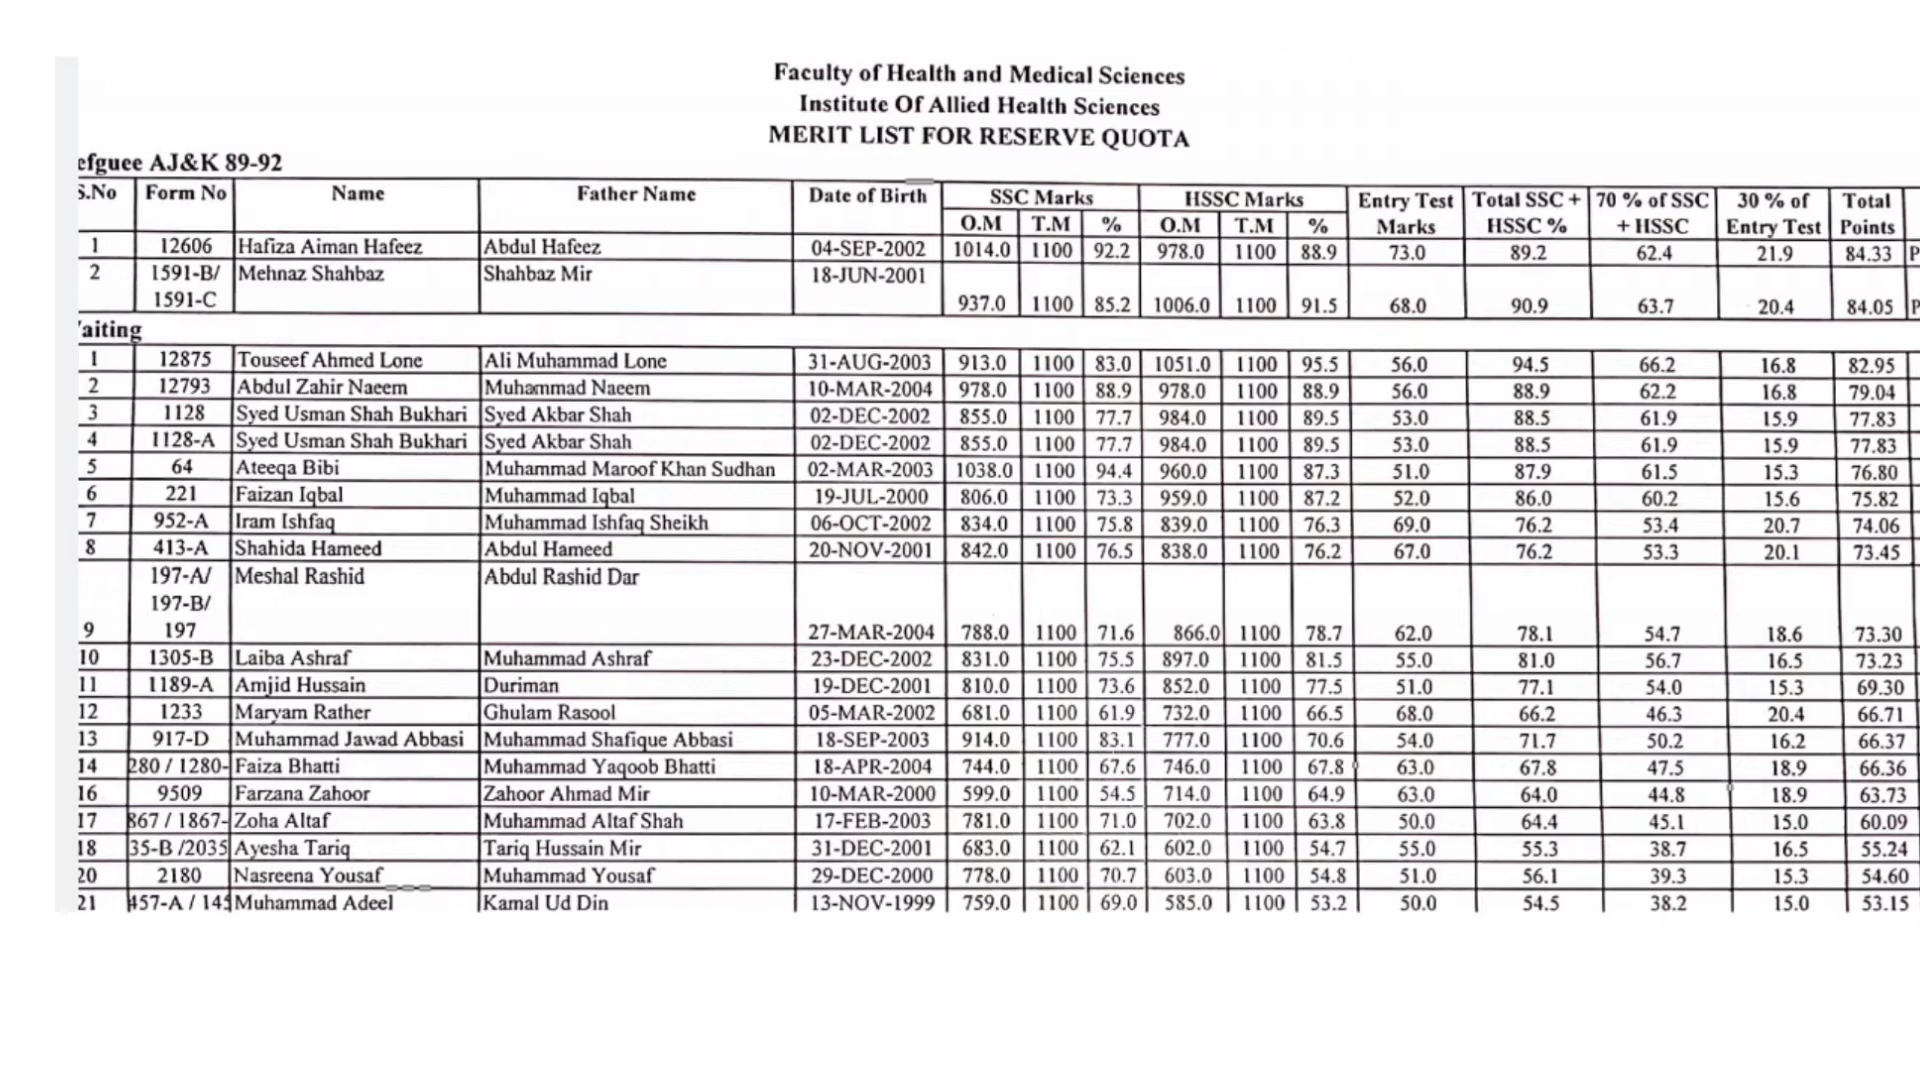 Faculty of Health and Medical Sciences
Institute Of Allied Health Sciences
MERIT LIST FOR RESERVE QUOTA
efguee AJ&K 89-92
S.No Form No Name Father Name Date of Birth SSC Marks HSSC Marks Entry Test Marks Total SSC + HSSC % 70 % of SSC + HSSC 30 % of Entry Test Total Points
O.M T.M % O.M T.M %
1 12606 Hafiza Aiman Hafeez Abdul Hafeez 04-SEP-2002 1014.0 1100 92.2 978.0 1100 88.9 73.0 89.2 62.4 21.9 84.33 P
2 1591-B/ 1591-C Mehnaz Shahbaz Shahbaz Mir 18-JUN-2001 937.0 1100 85.2 1006.0 1100 91.5 68.0 90.9 63.7 20.4 84.05 P
aiting
1 12875 Touseef Ahmed Lone Ali Muhammad Lone 31-AUG-2003 913.0 1100 83.0 1051.0 1100 95.5 56.0 94.5 66.2 16.8 82.95
2 12793 Abdul Zahir Naeem Muhammad Naeem 10-MAR-2004 978.0 1100 88.9 978.0 1100 88.9 56.0 88.9 62.2 16.8 79.04
3 1128 Syed Usman Shah Bukhari Syed Akbar Shah 02-DEC-2002 855.0 1100 77.7 984.0 1100 89.5 53.0 88.5 61.9 15.9 77.83
4 1128-A Syed Usman Shah Bukhari Syed Akbar Shah 02-DEC-2002 855.0 1100 77.7 984.0 1100 89.5 53.0 88.5 61.9 15.9 77.83
5 64 Ateeqa Bibi Muhammad Maroof Khan Sudhan 02-MAR-2003 1038.0 1100 94.4 960.0 1100 87.3 51.0 87.9 61.5 15.3 76.80
6 221 Faizan Iqbal Muhammad Iqbal 19-JUL-2000 806.0 1100 73.3 959.0 1100 87.2 52.0 86.0 60.2 15.6 75.82
7 952-A Iram Ishfaq Muhammad Ishfaq Sheikh 06-OCT-2002 834.0 1100 75.8 839.0 1100 76.3 69.0 76.2 53.4 20.7 74.06
8 413-A Shahida Hameed Abdul Hameed 20-NOV-2001 842.0 1100 76.5 838.0 1100 76.2 67.0 76.2 53.3 20.1 73.45
9 197-A/ 197-B/ 197 Meshal Rashid Abdul Rashid Dar 27-MAR-2004 788.0 1100 71.6 866.0 1100 78.7 62.0 78.1 54.7 18.6 73.30
10 1305-B Laiba Ashraf Muhammad Ashraf 23-DEC-2002 831.0 1100 75.5 897.0 1100 81.5 55.0 81.0 56.7 16.5 73.23
11 1189-A Amjid Hussain Duriman 19-DEC-2001 810.0 1100 73.6 852.0 1100 77.5 51.0 77.1 54.0 15.3 69.30
12 1233 Maryam Rather Ghulam Rasool 05-MAR-2002 681.0 1100 61.9 732.0 1100 66.5 68.0 66.2 46.3 20.4 66.71
13 917-D Muhammad Jawad Abbasi Muhammad Shafique Abbasi 18-SEP-2003 914.0 1100 83.1 777.0 1100 70.6 54.0 71.7 50.2 16.2 66.37
14 280 / 1280- Faiza Bhatti Muhammad Yaqoob Bhatti 18-APR-2004 744.0 1100 67.6 746.0 1100 67.8 63.0 67.8 47.5 18.9 66.36
16 9509 Farzana Zahoor Zahoor Ahmad Mir 10-MAR-2000 599.0 1100 54.5 714.0 1100 64.9 63.0 64.0 44.8 18.9 63.73
17 867 / 1867- Zoha Altaf Muhammad Altaf Shah 17-FEB-2003 781.0 1100 71.0 702.0 1100 63.8 50.0 64.4 45.1 15.0 60.09
18 35-B /2035 Ayesha Tariq Tariq Hussain Mir 31-DEC-2001 683.0 1100 62.1 602.0 1100 54.7 55.0 55.3 38.7 16.5 55.24
20 2180 Nasreena Yousaf Muhammad Yousaf 29-DEC-2000 778.0 1100 70.7 603.0 1100 54.8 51.0 56.1 39.3 15.3 54.60
21 457-A / 145 Muhammad Adeel Kamal Ud Din 13-NOV-1999 759.0 1100 69.0 585.0 1100 53.2 50.0 54.5 38.2 15.0 53.15